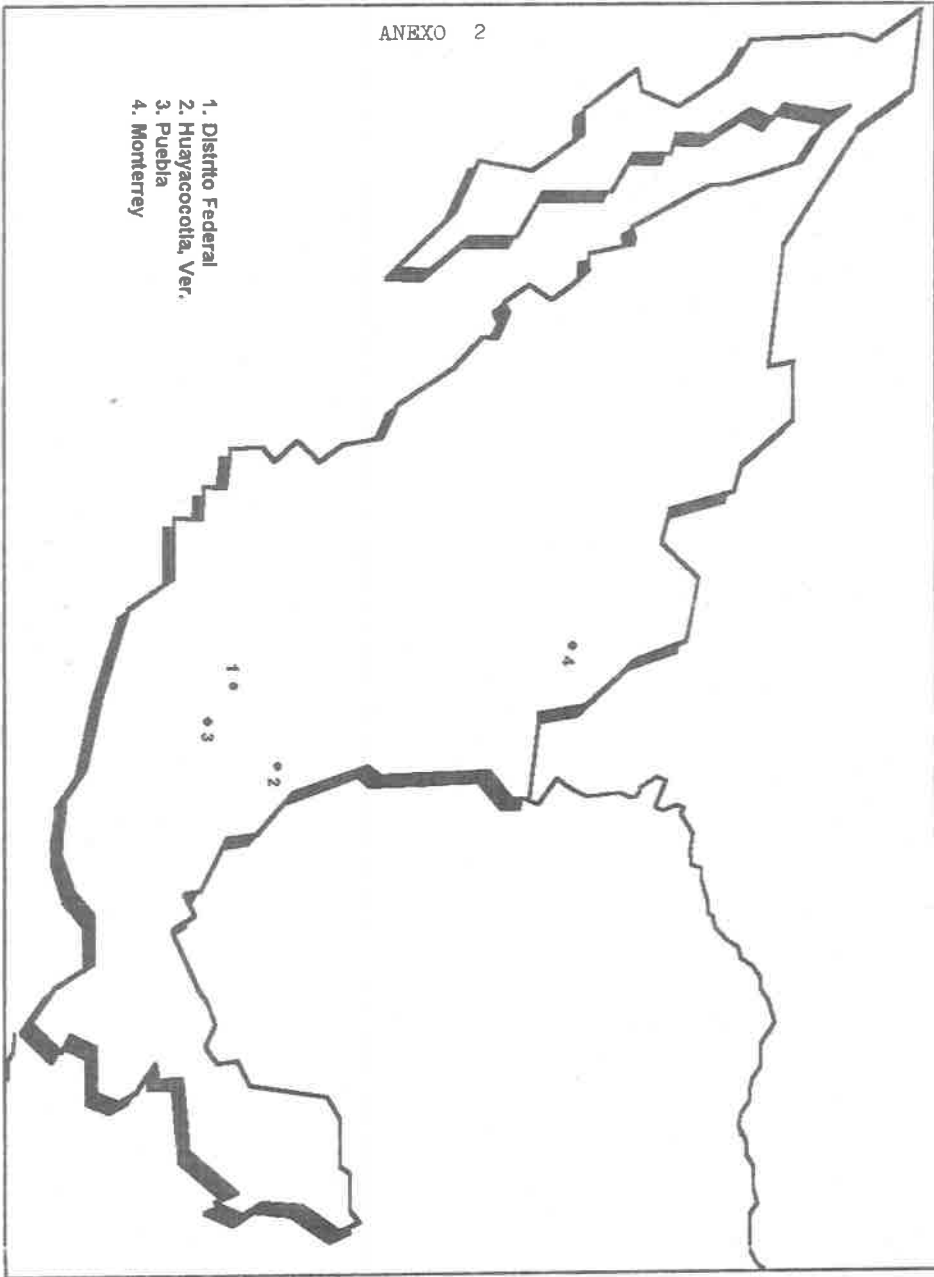 ANEXO 2
1. Distrito Federal
2. Huayacocotla, Ver.
3. Puebla
4. Monterrey
4
1
3
2